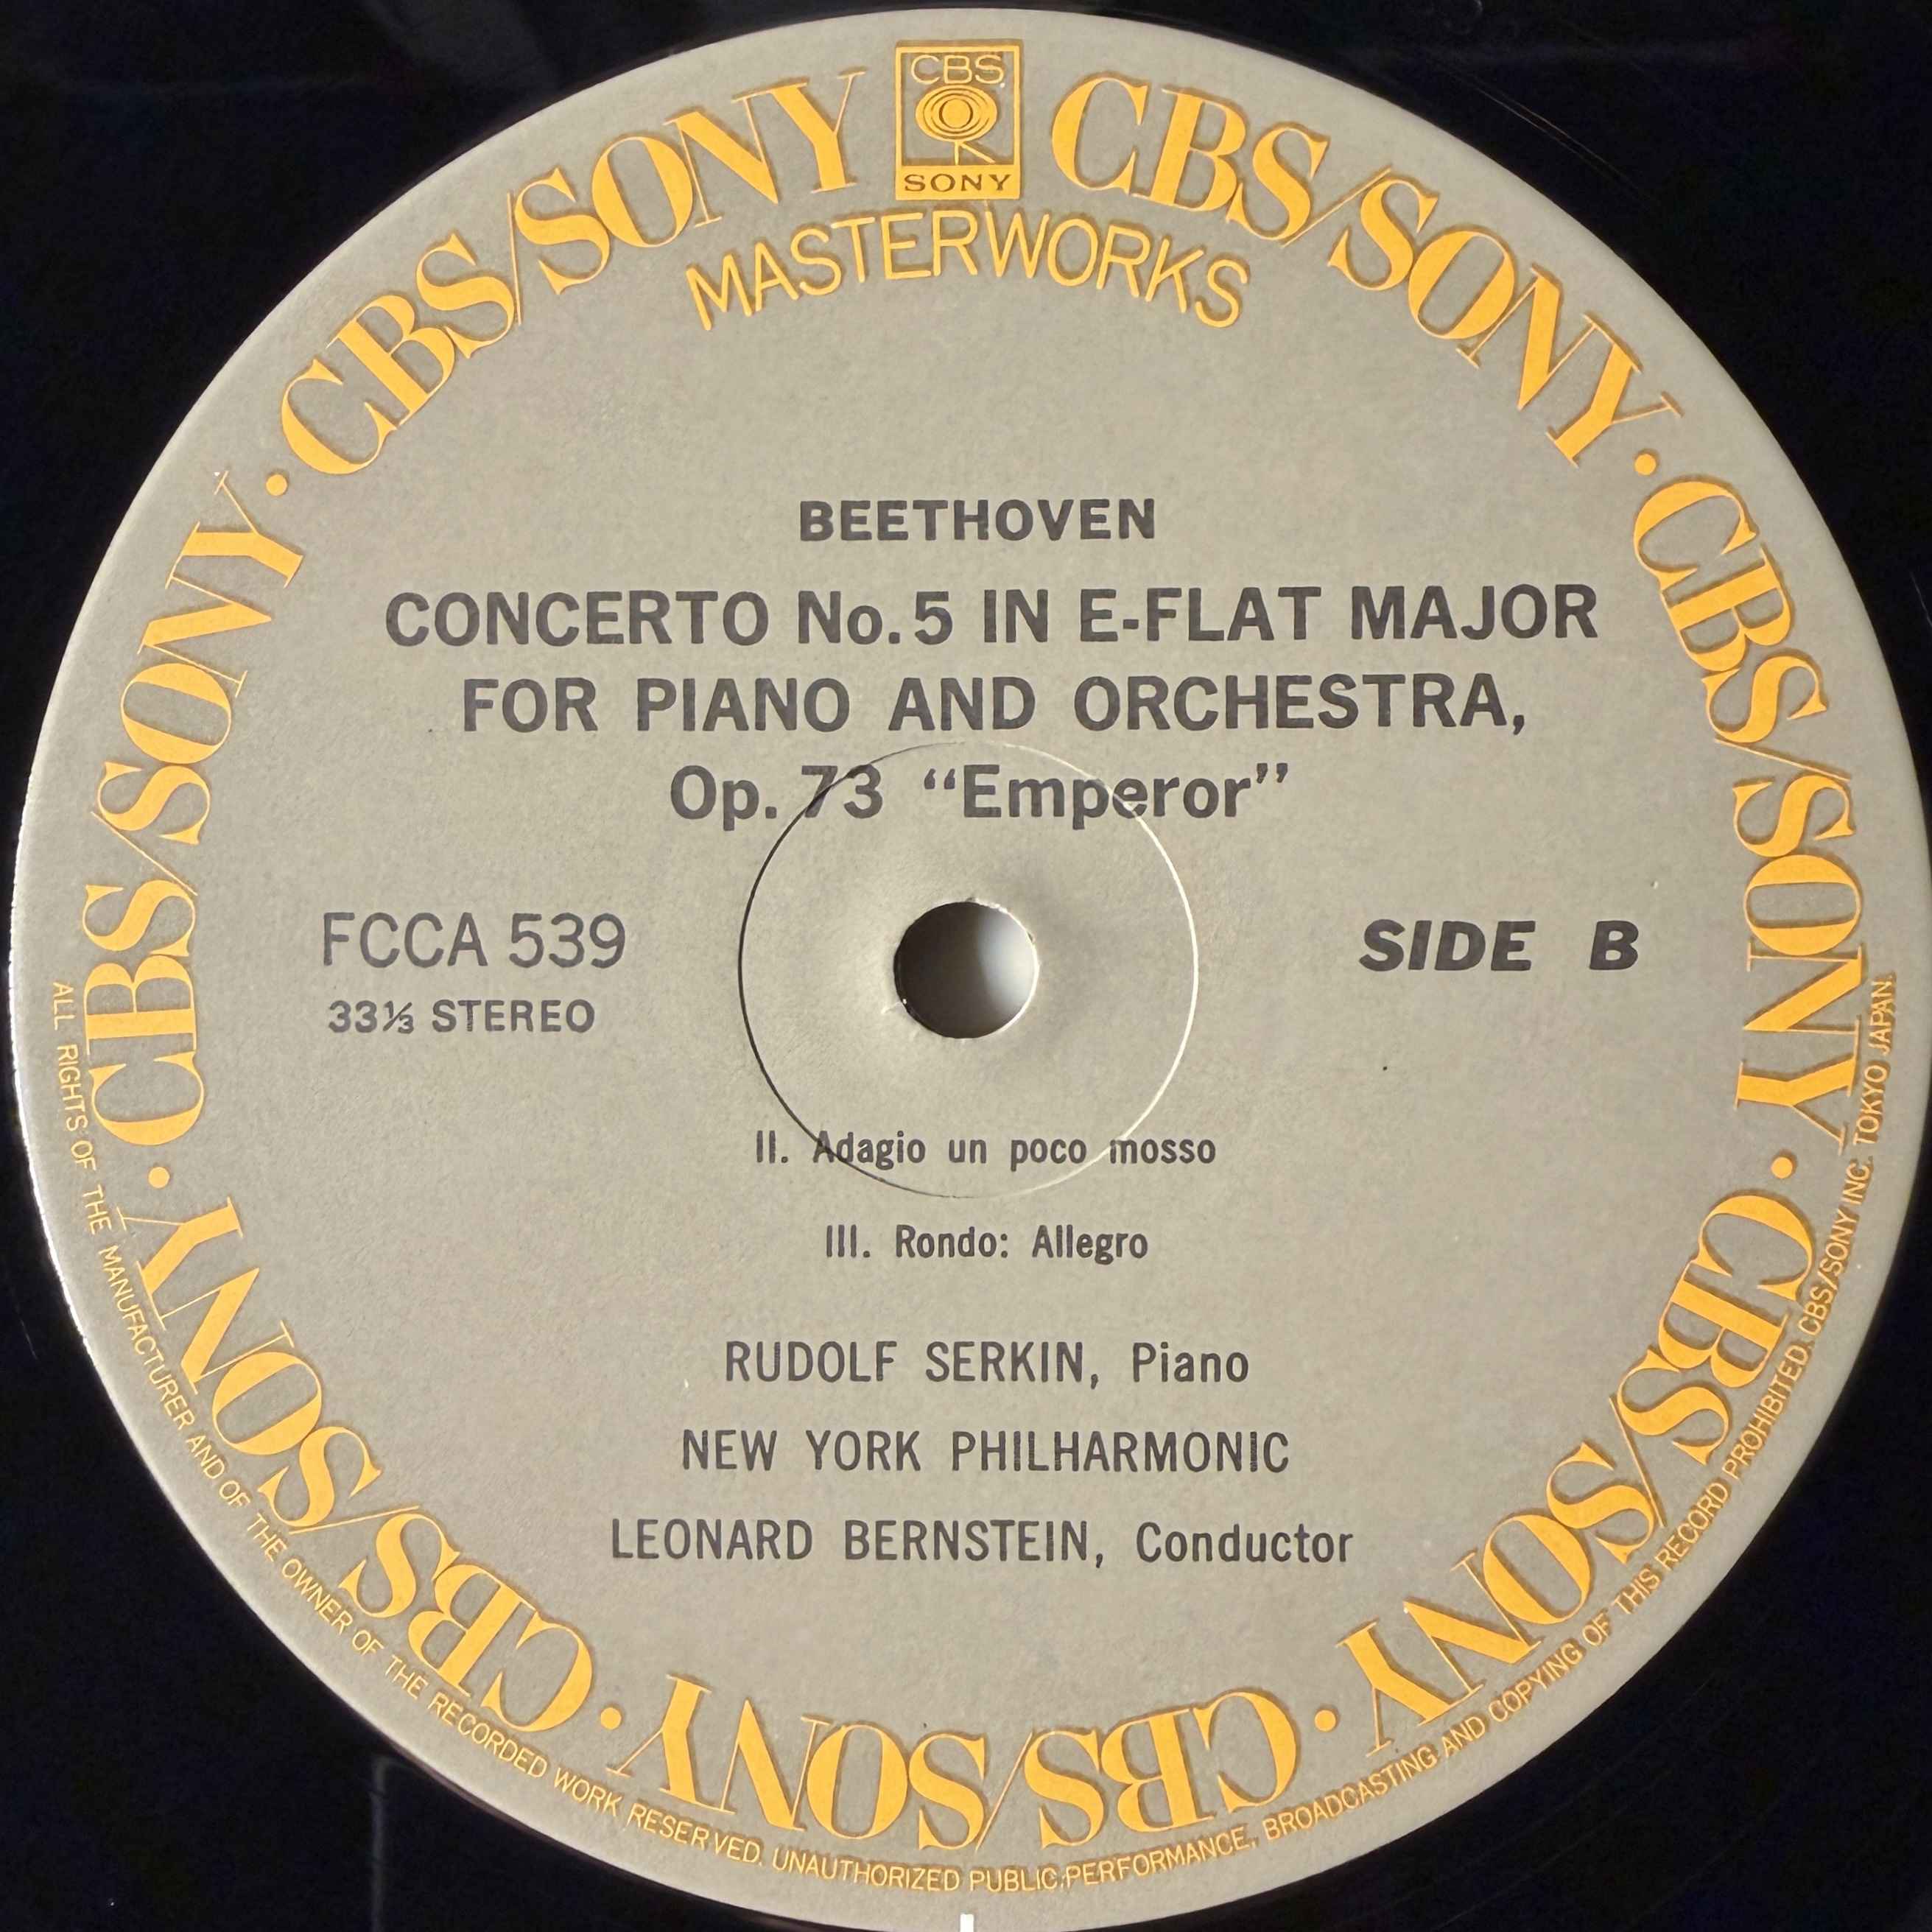 CBS
SONY
CBS/SONY · CBS/SONY · CBS/SONY · CBS/SONY · CBS/SONY · CBS/SONY · CBS/SONY · CBS/SONY
MASTERWORKS
BEETHOVEN
CONCERTO No. 5 IN E-FLAT MAJOR
FOR PIANO AND ORCHESTRA,
Op. 73 “Emperor”
FCCA 539
33⅓ STEREO
SIDE B
II. Adagio un poco mosso
III. Rondo: Allegro
RUDOLF SERKIN, Piano
NEW YORK PHILHARMONIC
LEONARD BERNSTEIN, Conductor
ALL RIGHTS OF THE MANUFACTURER AND OF THE OWNER OF THE RECORDED WORK RESERVED. UNAUTHORIZED PUBLIC PERFORMANCE, BROADCASTING AND COPYING OF THIS RECORD PROHIBITED. CBS/SONY INC. TOKYO JAPAN.